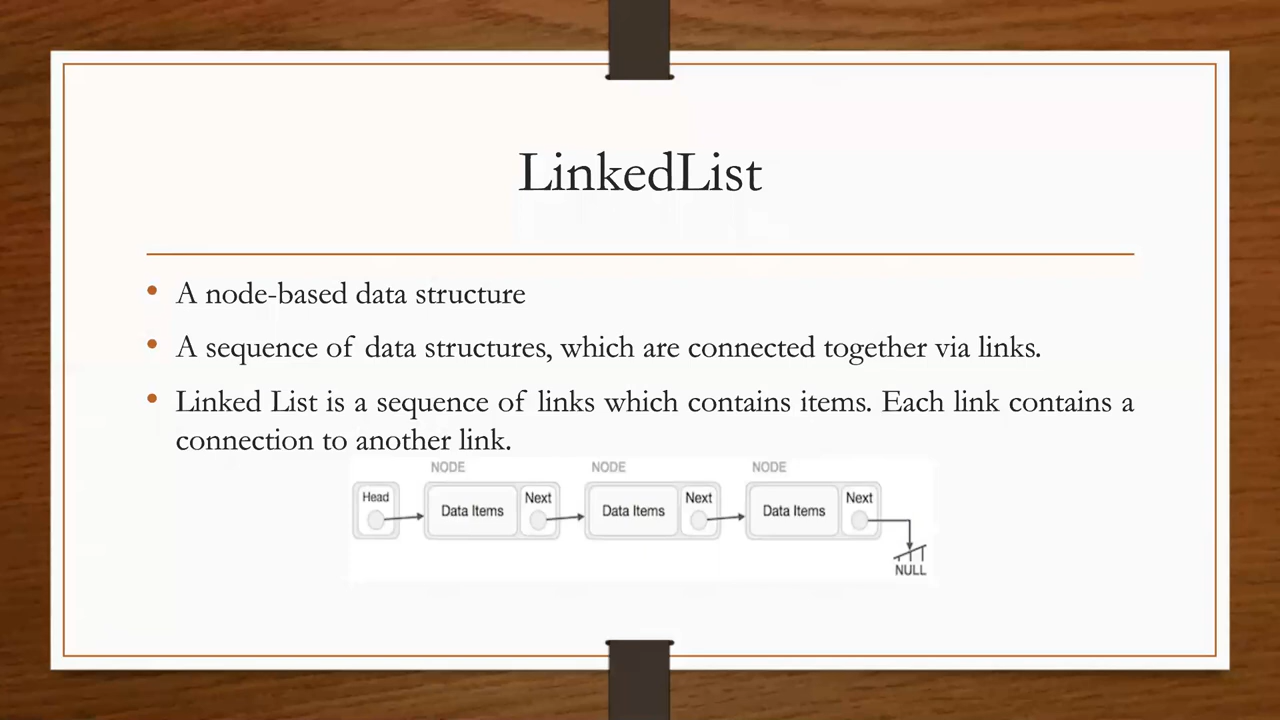 LinkedList
• A node-based data structure
• A sequence of data structures, which are connected together via links.
• Linked List is a sequence of links which contains items. Each link contains a
connection to another link.
NODE NODE NODE
Head Data Items Next Data Items Next Data Items Next
NULL